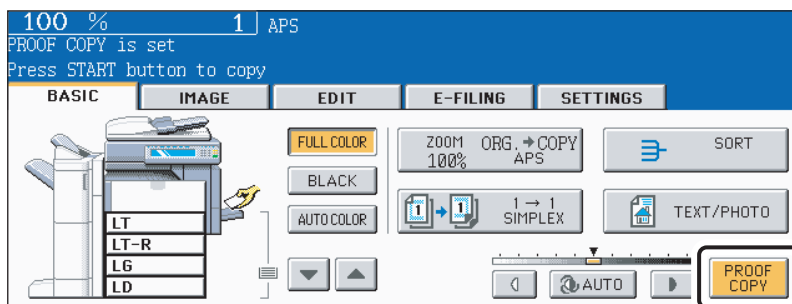 100 % 1 APS
PROOF COPY is set
Press START button to copy
BASIC IMAGE EDIT E-FILING SETTINGS
FULL COLOR
BLACK
AUTO COLOR
ZOOM ORG.→COPY
100% APS
SORT
1 → 1 1 → 1
SIMPLEX
TEXT/PHOTO
LT
LT-R
LG
LD
AUTO
PROOF
COPY